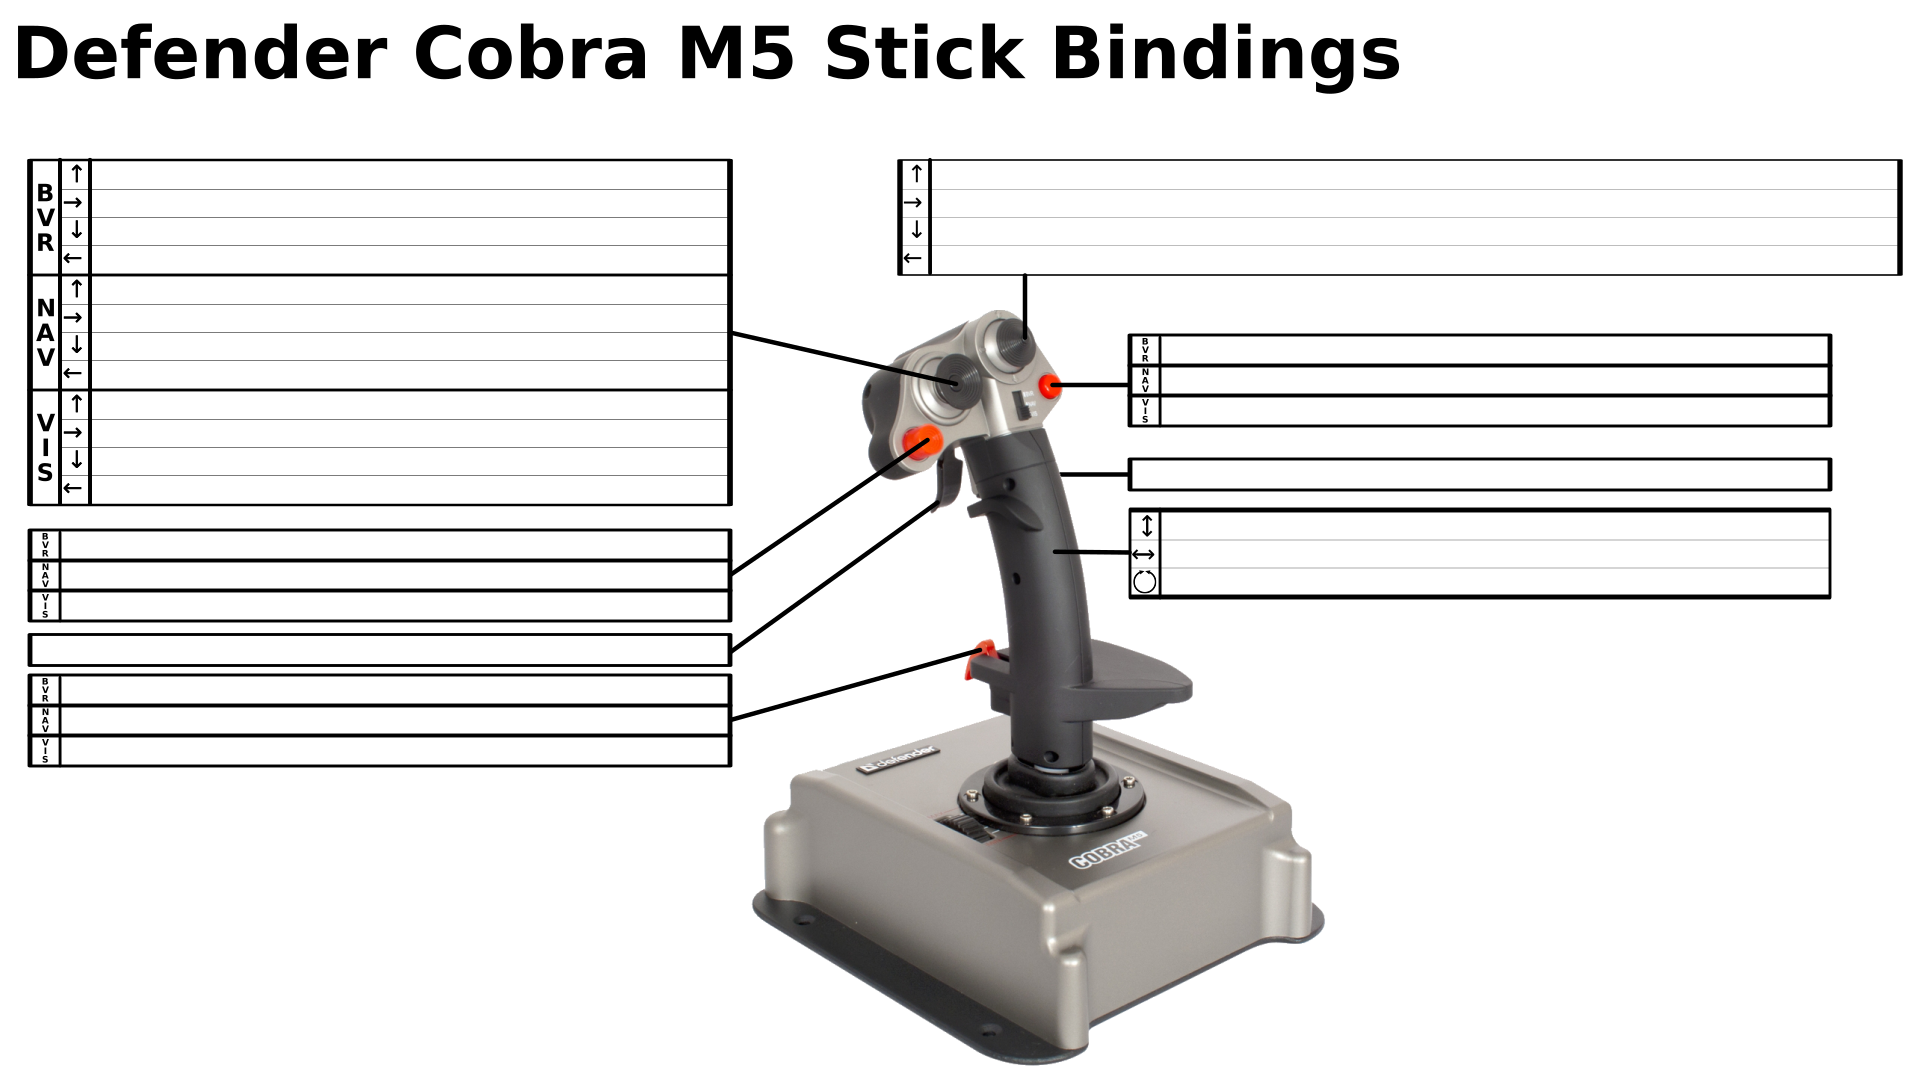 Defender Cobra M5 Stick Bindings
BVR
↑
→
↓
←
NAV
↑
→
↓
←
VIS
↑
→
↓
←
↑
→
↓
←
BVR
NAV
VIS
↕
↔
BVR
NAV
VIS
BVR
NAV
VIS
defender
COBRA M5